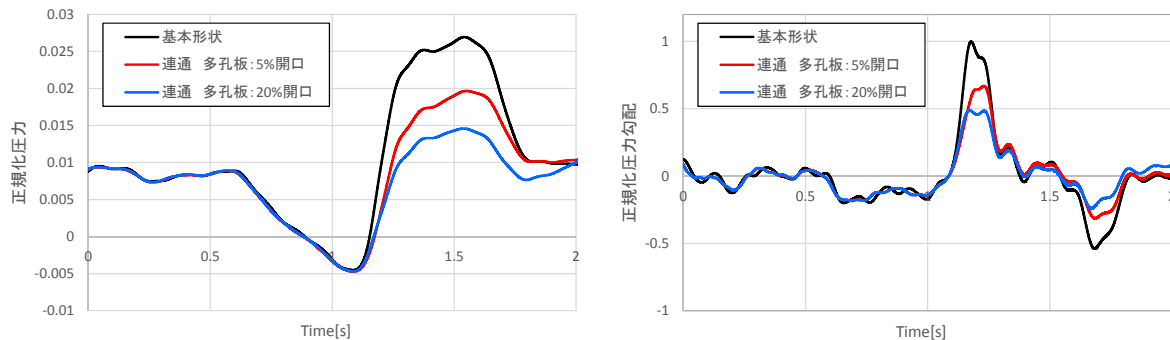 0.03
0.025
0.02
0.015
0.01
0.005
0
-0.005
-0.01
正規化圧力
基本形状
連通 多孔板:5%開口
連通 多孔板:20%開口
0 0.5 1 1.5 2
Time[s]
1
0.5
0
-0.5
-1
正規化圧力勾配
基本形状
連通 多孔板:5%開口
連通 多孔板:20%開口
0 0.5 1 1.5 2
Time[s]